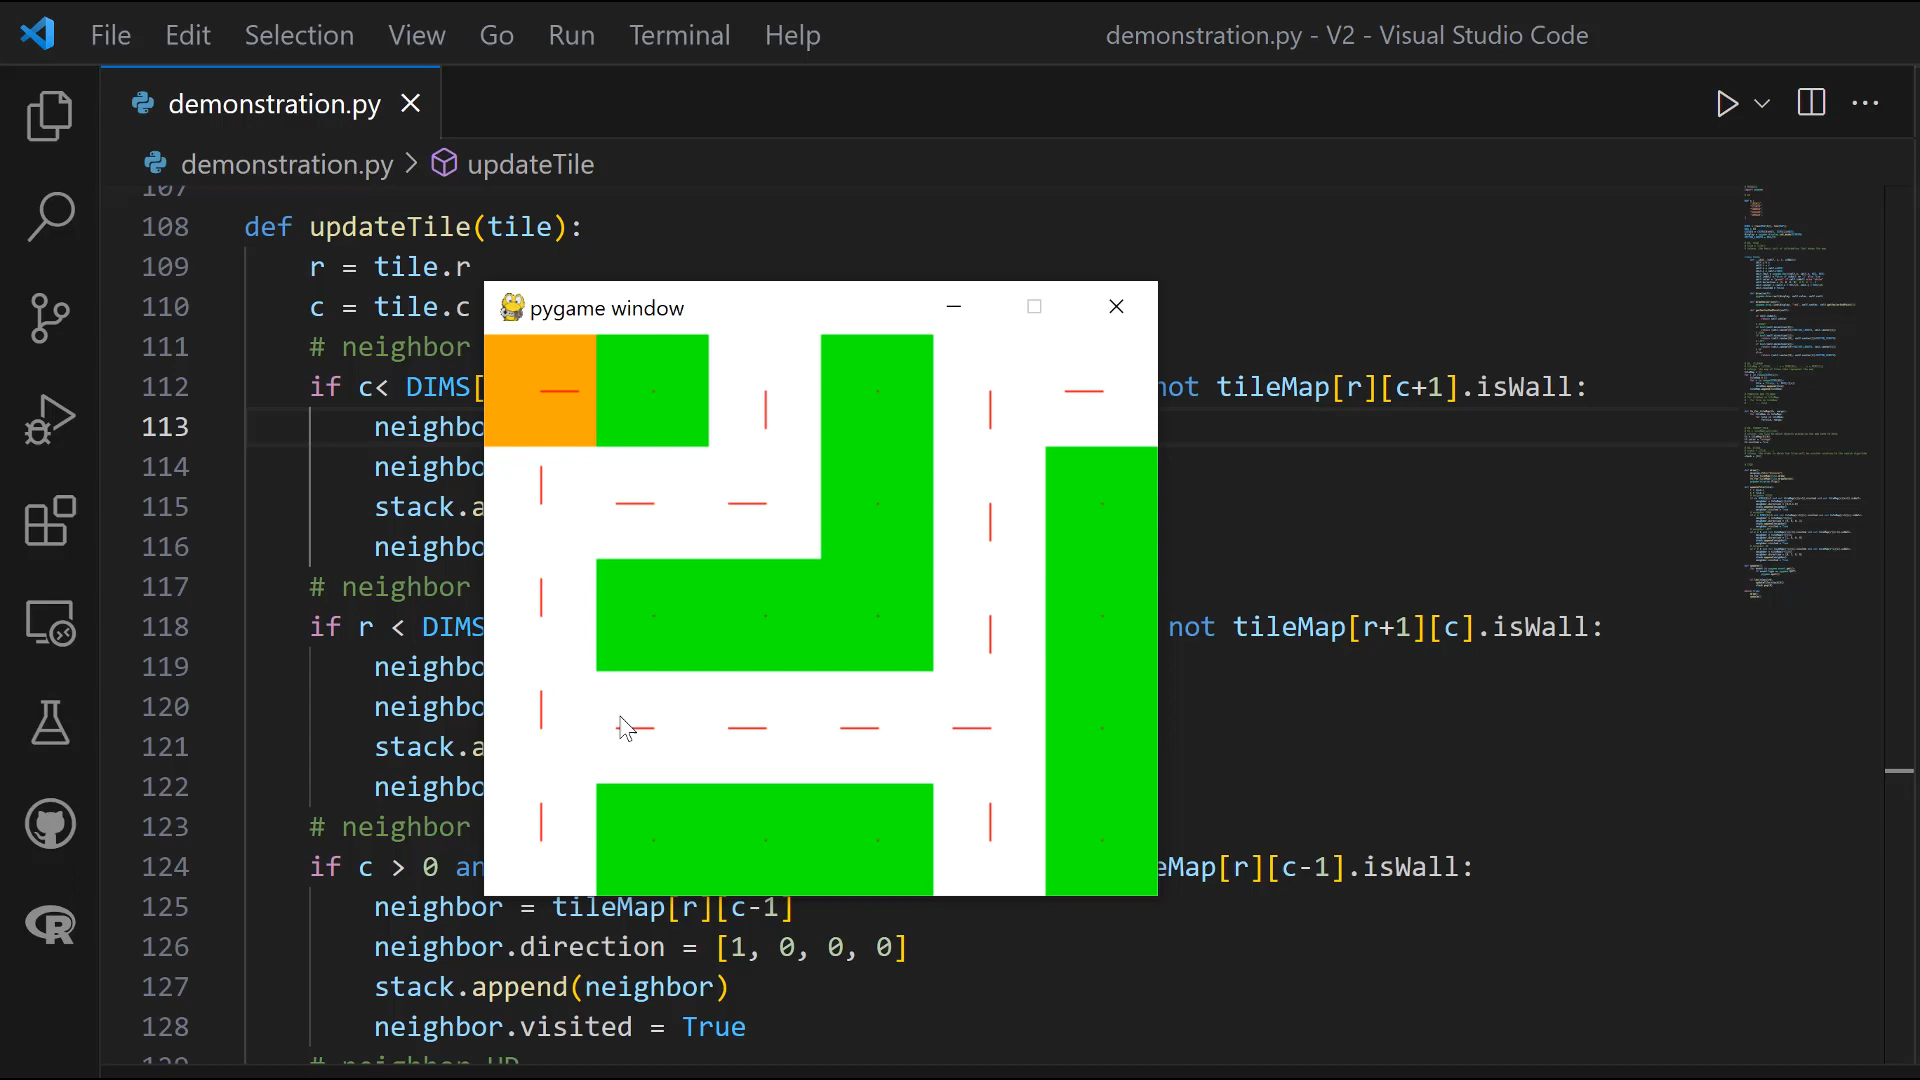 File Edit Selection View Go Run Terminal Help demonstration.py - V2 - Visual Studio Code
demonstration.py
demonstration.py > updateTile
107
108 def updateTile(tile):
109 r = tile.r
110 c = tile.c
pygame window
111 # neighbor
112 if c< DIMS[ not tileMap[r][c+1].isWall:
113 neighbo
114 neighbo
115 stack.a
116 neighbo
117 # neighbor
118 if r < DIMS not tileMap[r+1][c].isWall:
119 neighbo
120 neighbo
121 stack.a
122 neighbo
123 # neighbor
124 if c > 0 an eMap[r][c-1].isWall:
125 neighbor = tileMap[r][c-1]
126 neighbor.direction = [1, 0, 0, 0]
127 stack.append(neighbor)
128 neighbor.visited = True
129 # neighbor UP